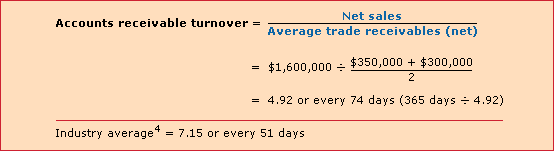 Accounts receivable turnover = Net sales
Average trade receivables (net)
= $1,600,000 ÷ $350,000 + $300,000
2
= 4.92 or every 74 days (365 days ÷ 4.92)
Industry average4 = 7.15 or every 51 days